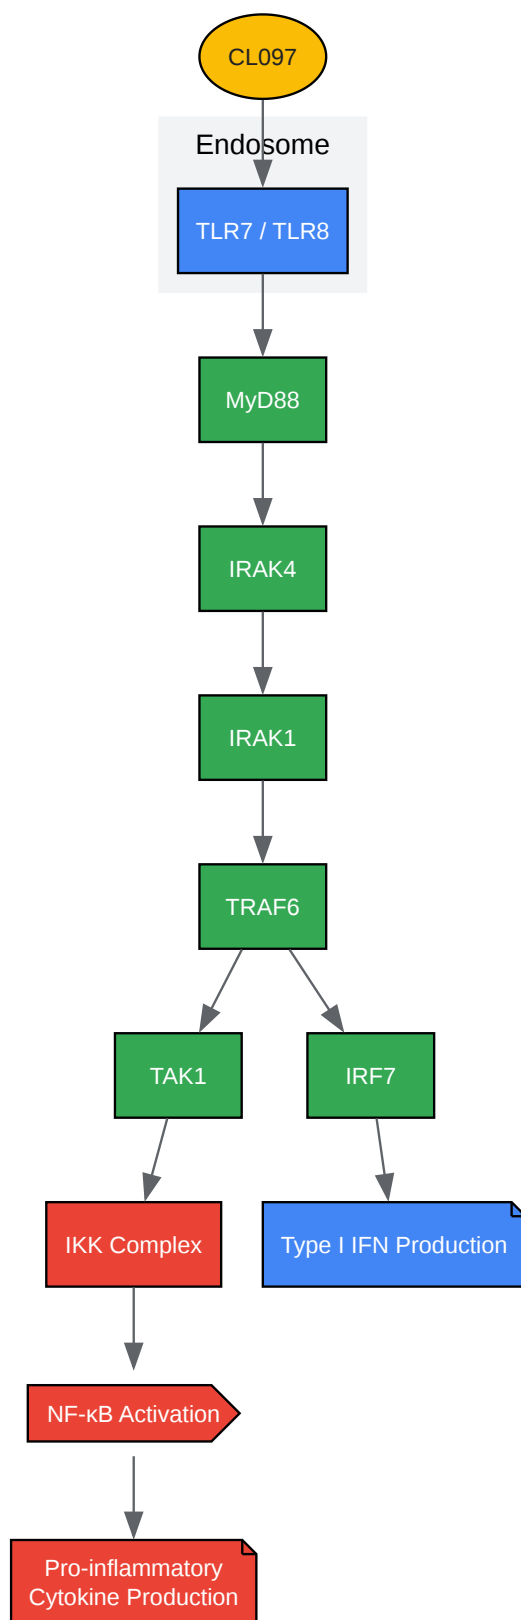 CL097
Endosome
TLR7 / TLR8
MyD88
IRAK4
IRAK1
TRAF6
TAK1
IRF7
IKK Complex
Type I IFN Production
NF-κB Activation
Pro-inflammatory
Cytokine Production